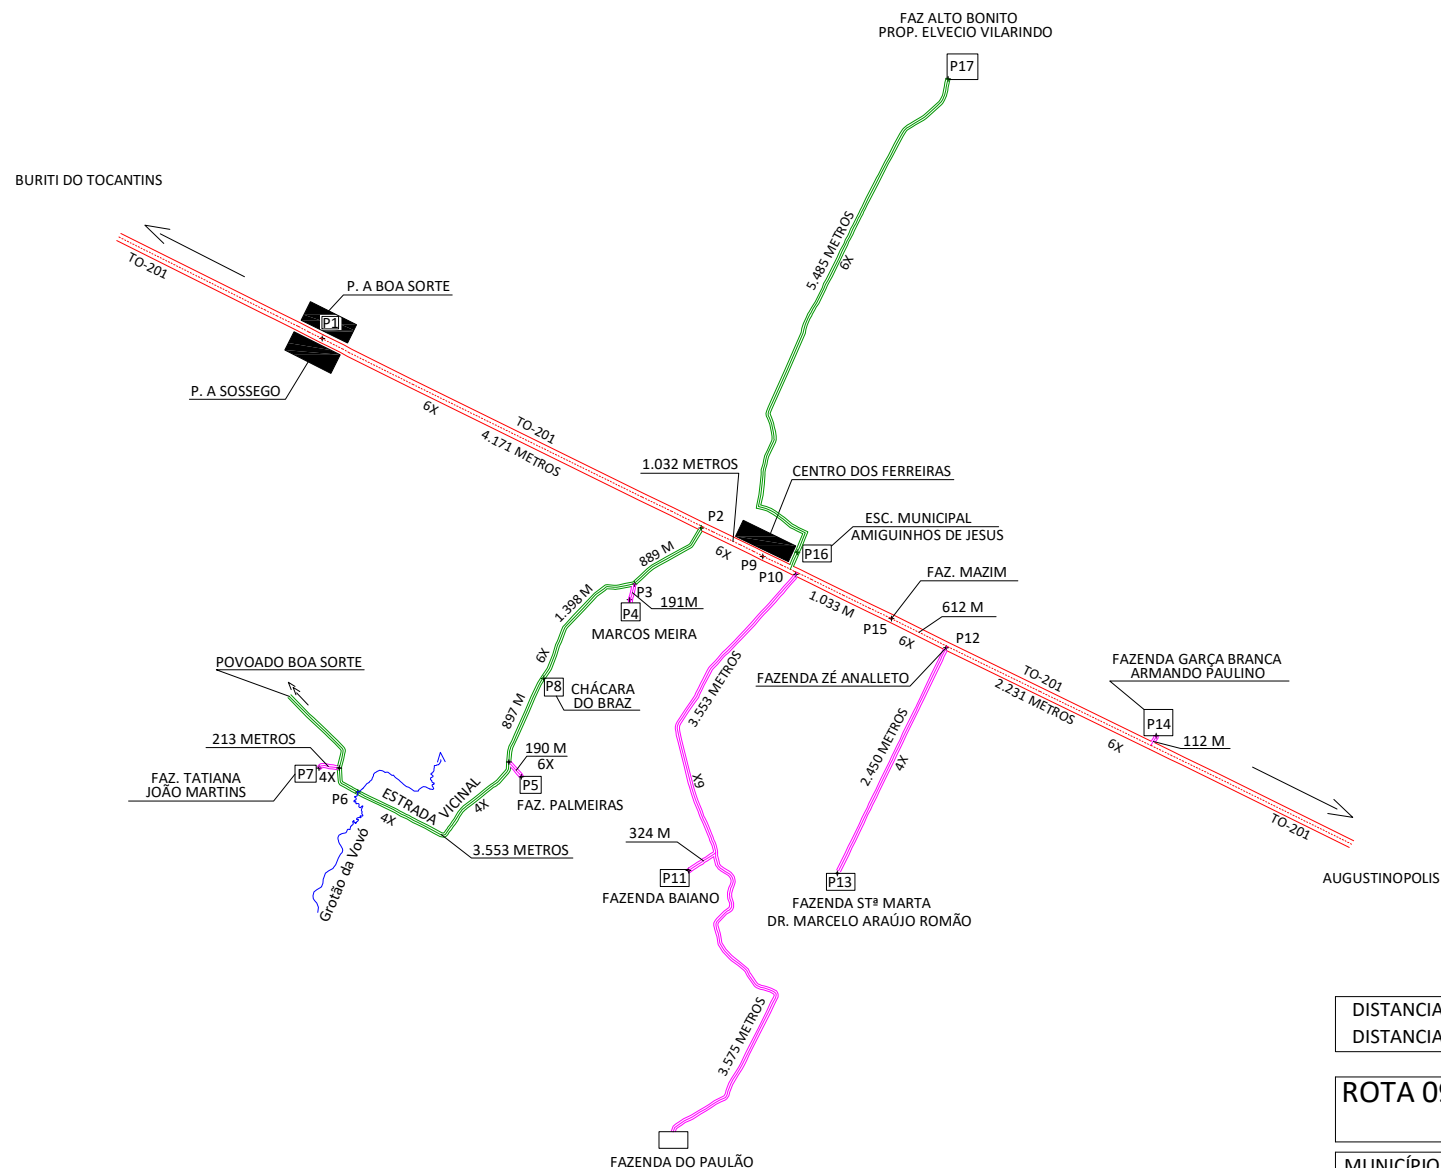 FAZ ALTO BONITO
PROP. ELVECIO VILARINDO
P17
BURITI DO TOCANTINS
TO-201
P. A BOA SORTE
P1
P. A SOSSEGO
6X
TO-201
4.171 METROS
5.485 METROS
6X
1.032 METROS
CENTRO DOS FERREIRAS
P2
6X
P9
P10
ESC. MUNICIPAL
AMIGUINHOS DE JESUS
P16
FAZ. MAZIM
1.033 M
P15
612 M
6X
P12
889 M
P3
191M
P4
MARCOS MEIRA
1.398 M
6X
P8
CHÁCARA
DO BRAZ
897 M
190 M
6X
P5
FAZ. PALMEIRAS
POVOADO BOA SORTE
213 METROS
4X
P7
FAZ. TATIANA
JOÃO MARTINS
P6
4X
ESTRADA VICINAL
4X
3.553 METROS
Grotão da Vovó
3.553 METROS
6X
324 M
P11
FAZENDA BAIANO
FAZENDA ZÉ ANALLETO
2.450 METROS
4X
P13
FAZENDA STª MARTA
DR. MARCELO ARAÚJO ROMÃO
TO-201
2.231 METROS
6X
FAZENDA GARÇA BRANCA
ARMANDO PAULINO
P14
112 M
TO-201
AUGUSTINOPOLIS
3.575 METROS
FAZENDA DO PAULÃO
DISTANCIA
DISTANCIA
ROTA 09
MUNICÍPIO